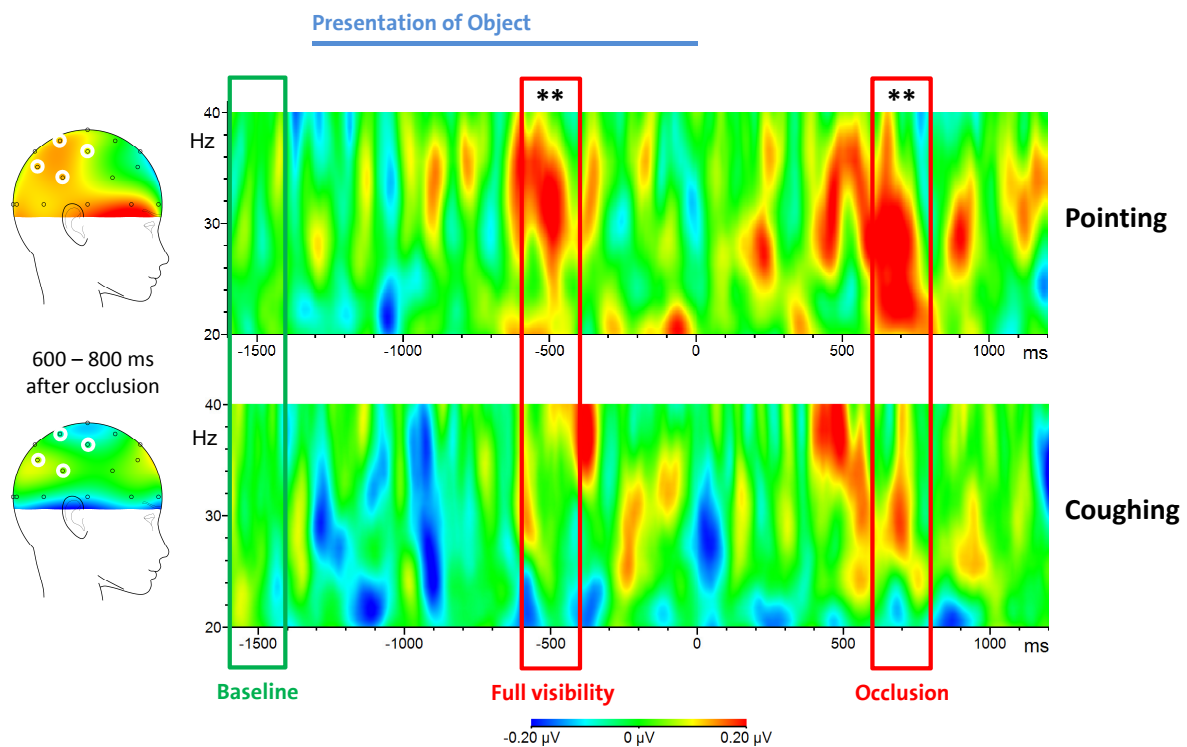 Presentation of Object
**
**
40
Hz
30
20
-1500
-1000
-500
0
500
1000
ms
Pointing
600 – 800 ms
after occlusion
40
Hz
30
20
-1500
-1000
-500
0
500
1000
ms
Coughing
Baseline
Full visibility
Occlusion
-0.20 µV
0 µV
0.20 µV